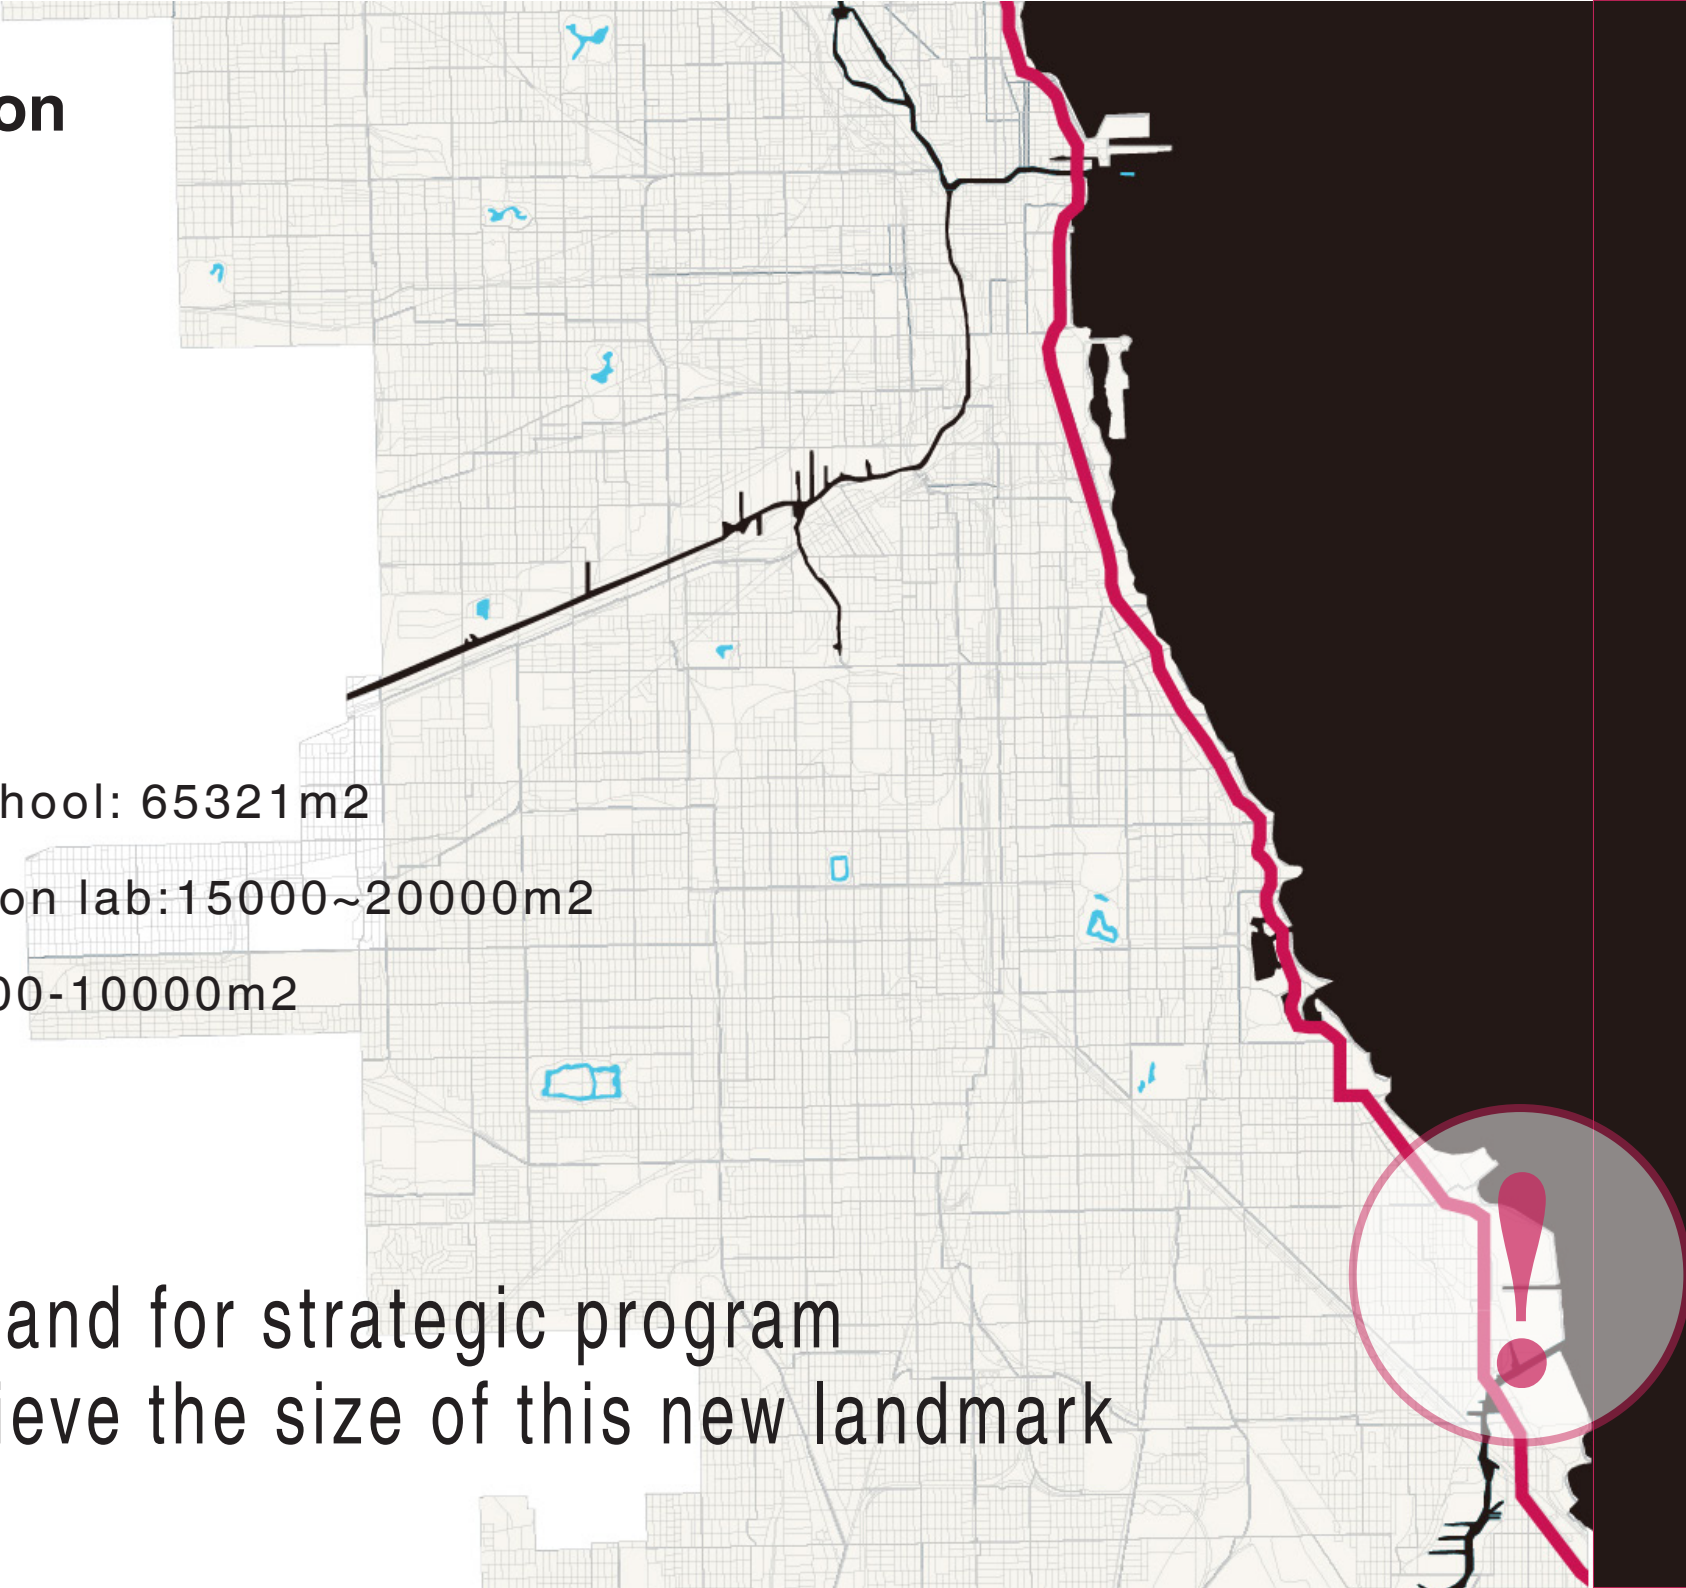 on
hool: 65321m2
on lab:15000~20000m2
00-10000m2
and for strategic program
ieve the size of this new landmark
!